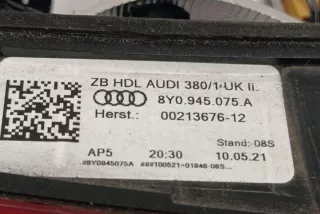 ZB HDL AUDI 380/1 UK li.
8Y0.945.075.A
Herst.: 00213676-12
Stand: 08S
AP5 20:30 10.05.21
#8Y0945075A ###100521-01846-08S...